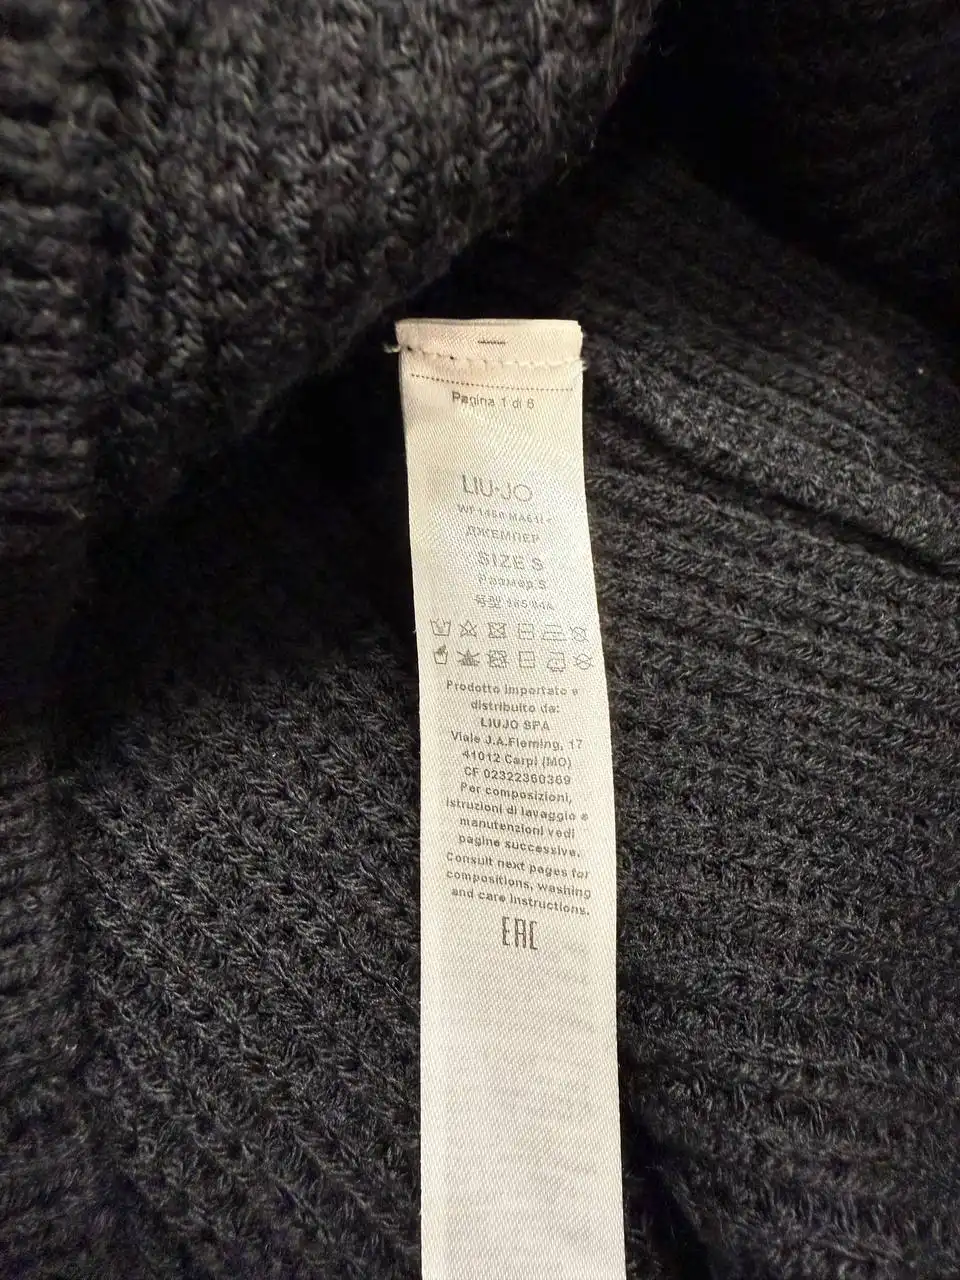 Pagina 1 di 6
LIU·JO
ДЖЕМПЕР
SIZE S
Размер S
号型
Prodotto importato e
distribuito da:
LIUJO SPA
Viale J.A.Fleming, 17
41012 Carpi (MO)
CF 02322360369
Per composizioni,
istruzioni di lavaggio e
manutenzioni vedi
pagine successive.
Consult next pages for
compositions, washing
and care instructions.
EAC